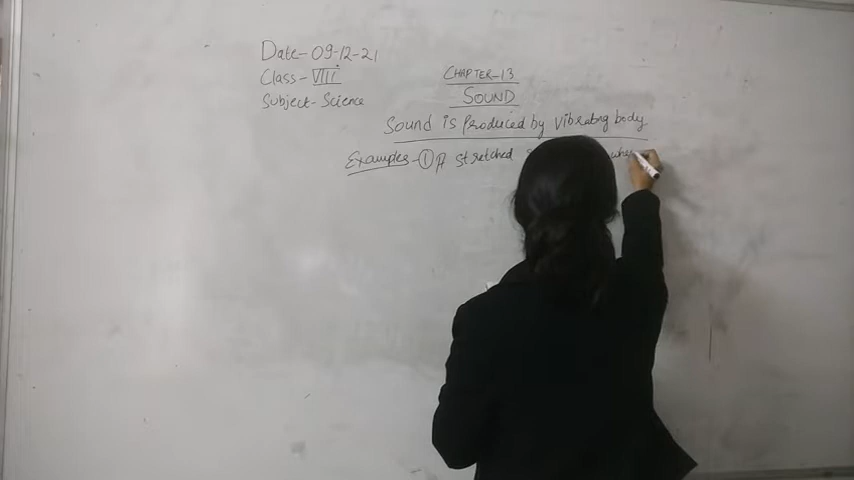 Date- 09-12-21
Class- VIII
Subject- Science
CHAPTER-13
SOUND
Sound is Produced by vibrating body
Examples- ① A stretched